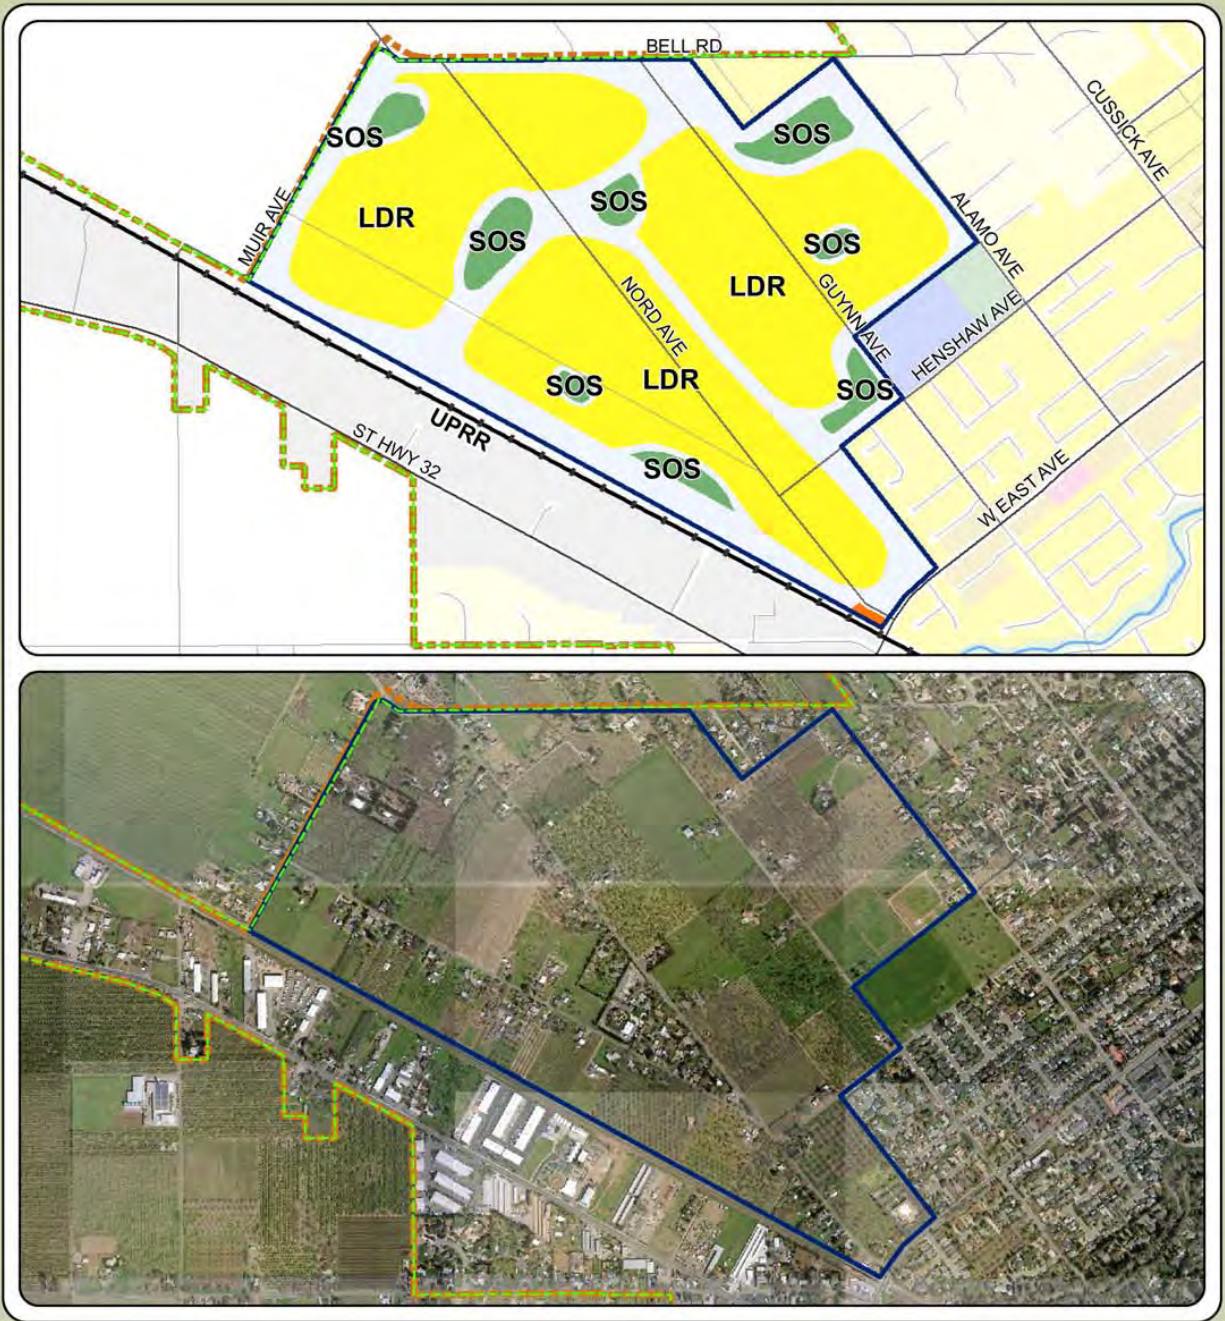 BELL RD
CUSSICK AVE
SOS
SOS
MUIR AVE
LDR
SOS
SOS
SOS
ALAMO AVE
LDR
NORD AVE
GUYNN AVE
HENSHAW AVE
SOS
LDR
SOS
UPRR
ST HWY 32
SOS
W EAST AVE